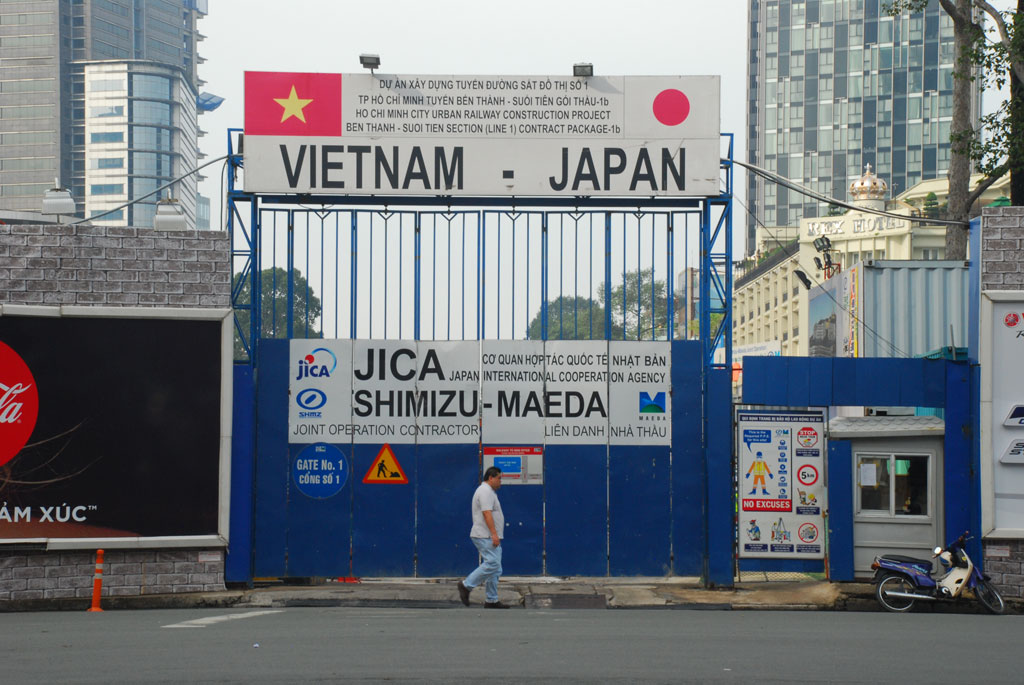 DỰ ÁN XÂY DỰNG TUYẾN ĐƯỜNG SẮT ĐÔ THỊ SỐ 1
TP HỒ CHÍ MINH TUYẾN BẾN THÀNH - SUỐI TIÊN GÓI THẦU-1b
HO CHI MINH CITY URBAN RAILWAY CONSTRUCTION PROJECT
BEN THANH - SUOI TIEN SECTION (LINE 1) CONTRACT PACKAGE-1b
VIETNAM - JAPAN
REX HOTEL
JICA
JICA
CƠ QUAN HỢP TÁC QUỐC TẾ NHẬT BẢN
JAPAN INTERNATIONAL COOPERATION AGENCY
SHMZ
SHIMIZU-MAEDA
MAEDA
JOINT OPERATION CONTRACTOR
LIÊN DANH NHÀ THẦU
GATE No. 1
CỔNG SỐ 1
STOP
5km
NO EXCUSES
ẢM XÚC™